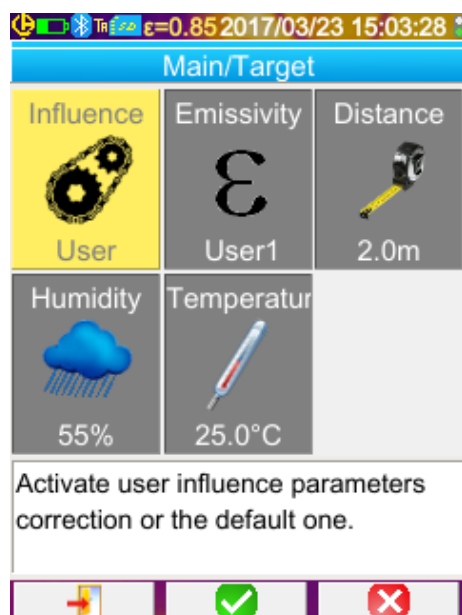 ε=0.85 2017/03/23 15:03:28
Main/Target
Influence Emissivity Distance
ε
User User1 2.0m
Humidity Temperatur
55% 25.0°C
Activate user influence parameters
correction or the default one.